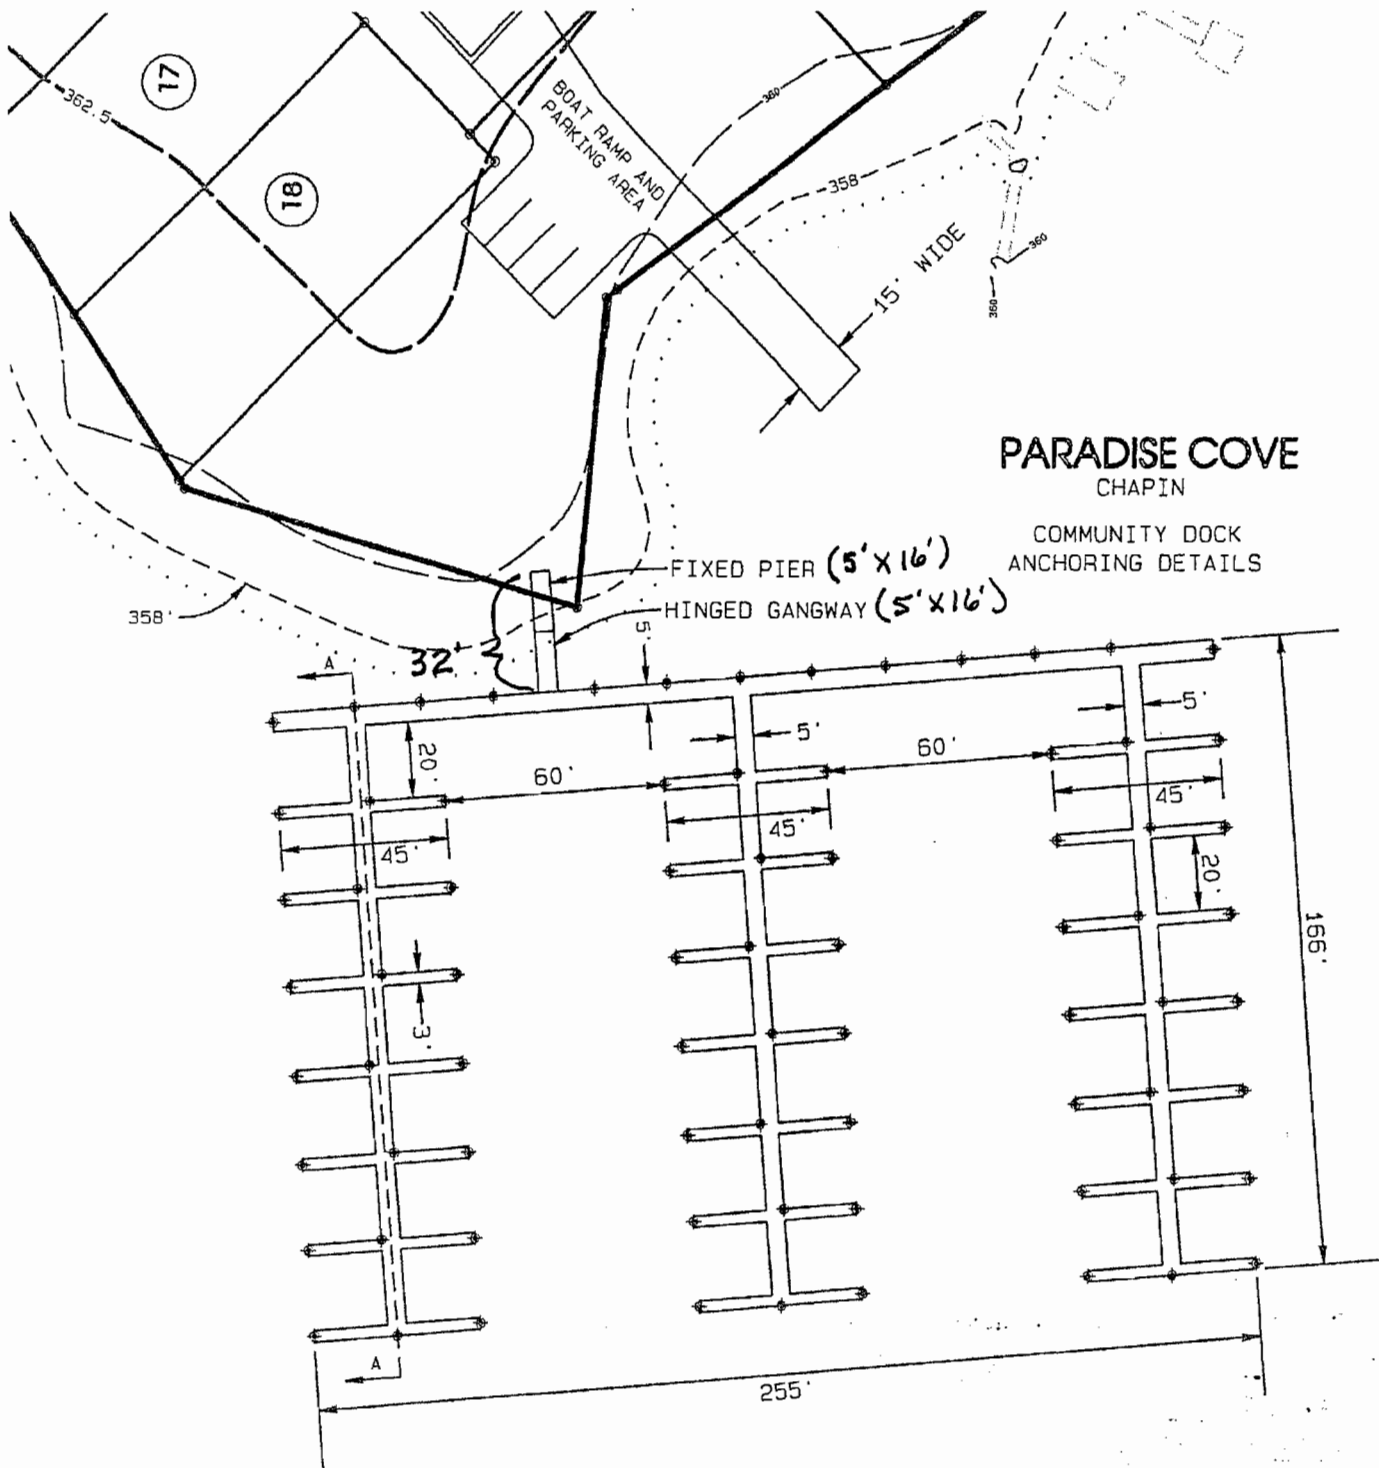 17
362.5
18
BOAT RAMP AND
PARKING AREA
360
358
15' WIDE
360
360
PARADISE COVE
CHAPIN
COMMUNITY DOCK
ANCHORING DETAILS
FIXED PIER (5'X16')
HINGED GANGWAY (5'X16')
358'
32'
5'
A
5'
5'
20'
60'
60'
45'
45'
45'
20'
166'
3'
A
255'